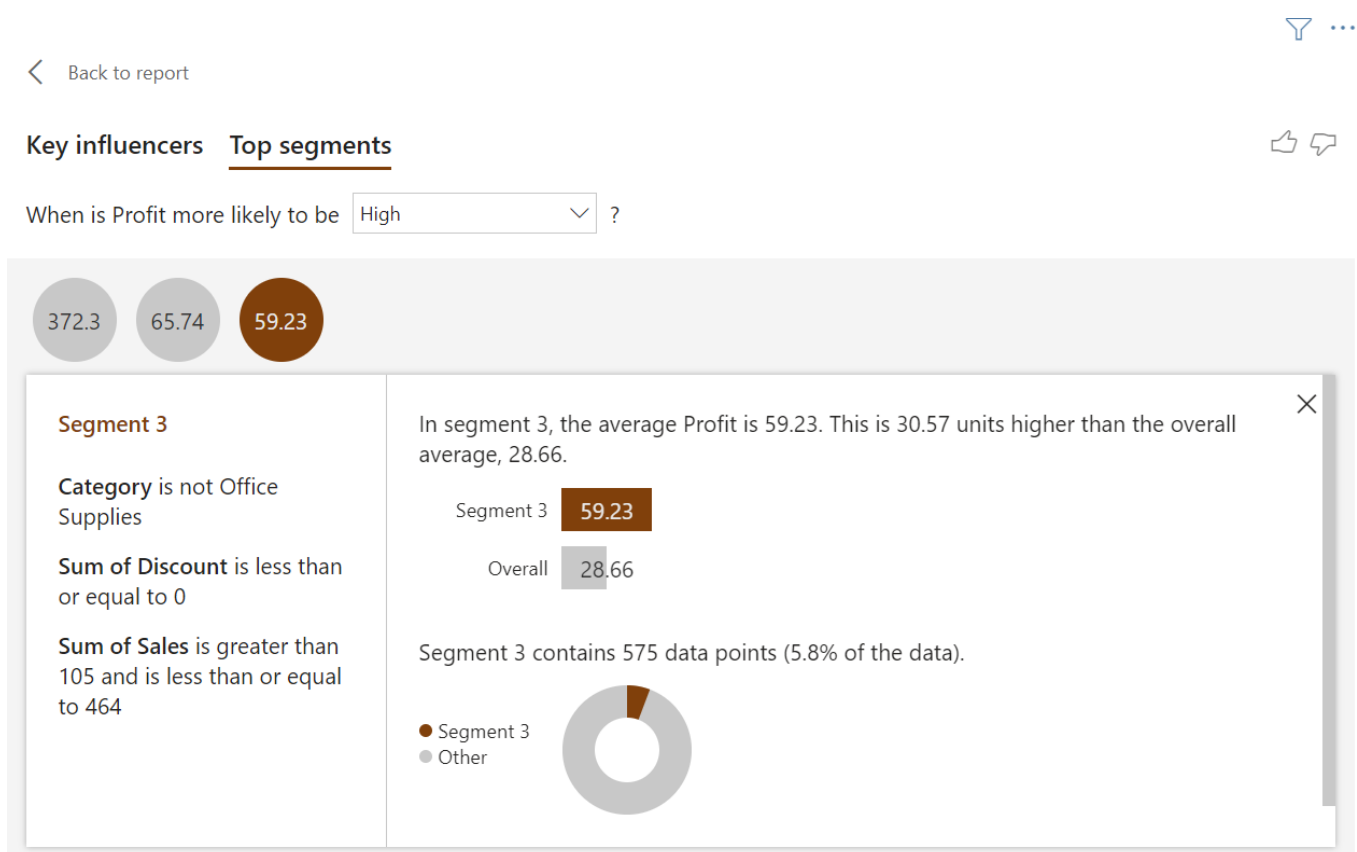 Back to report
Key influencers Top segments
When is Profit more likely to be High ?
372.3 65.74 59.23
Segment 3
Category is not Office
Supplies
Sum of Discount is less than
or equal to 0
Sum of Sales is greater than
105 and is less than or equal
to 464
In segment 3, the average Profit is 59.23. This is 30.57 units higher than the overall
average, 28.66.
Segment 3 59.23
Overall 28.66
Segment 3 contains 575 data points (5.8% of the data).
Segment 3
Other